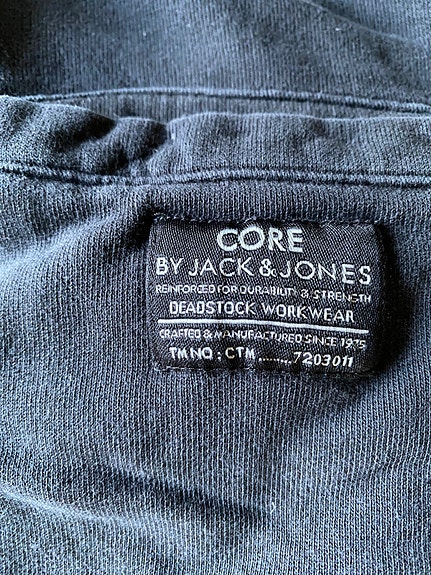 CORE
BY JACK & JONES
REINFORCED FOR DURABILITY & STRENGTH
DEADSTOCK WORKWEAR
CRAFTED & MANUFACTURED SINCE 1975
TM NO : CTM ........7203011